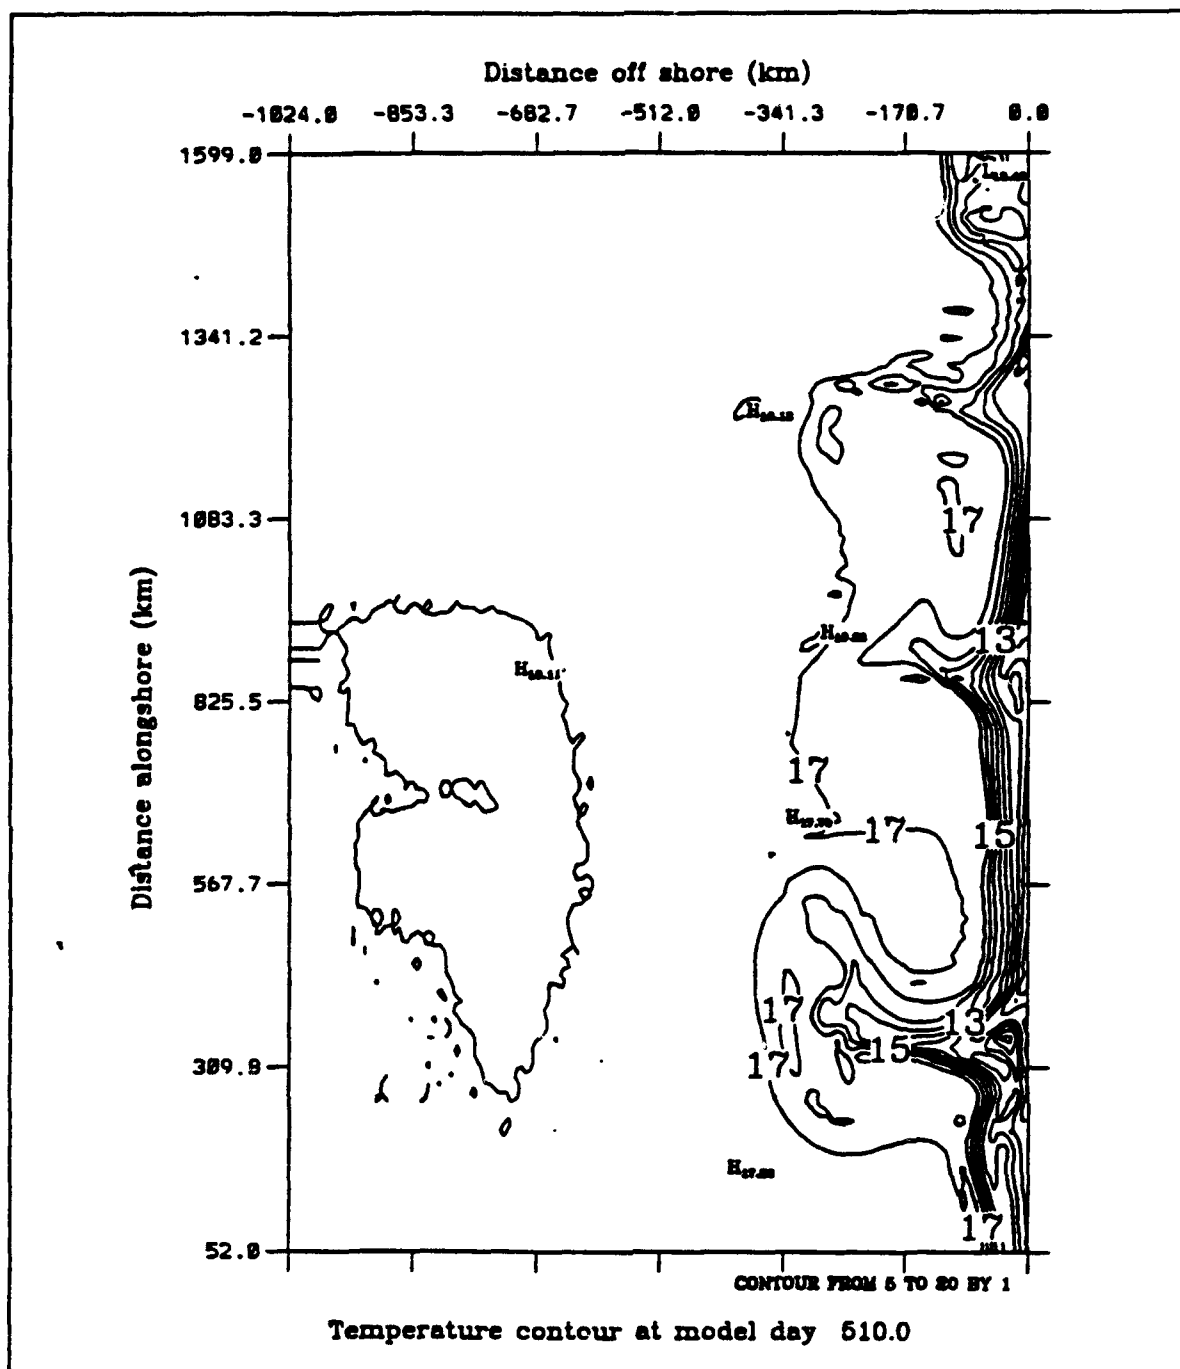 Distance off shore (km)
-1024.0 -853.3 -682.7 -512.0 -341.3 -170.7 0.0
1599.0
1341.2
H
17
1083.3
Distance alongshore (km)
13
H
H
825.5
17
H
17
15
567.7
17
13
15
17
309.8
H
17
52.0
CONTOUR FROM 5 TO 20 BY 1
Temperature contour at model day 510.0